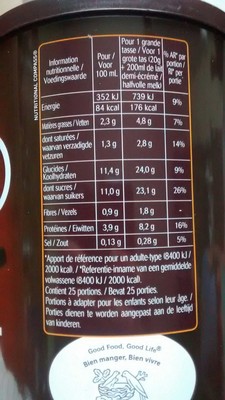 NUTRITIONAL COMPASS®
Information nutritionnelle / Voedingswaarde
Pour / Voor 100 mL
Pour 1 grande tasse / Voor 1 grote tas (20g + 200ml de lait demi-écrémé / halfvolle melk)
% AR* par portion / RI* per portie
Energie 352 kJ 739 kJ 9%
84 kcal 176 kcal
Matières grasses / Vetten 2,3 g 4,8 g 7%
dont saturées / waarvan verzadigde vetzuren 1,3 g 2,8 g 14%
Glucides / Koolhydraten 11,4 g 24,0 g 9%
dont sucres / waarvan suikers 11,0 g 23,1 g 26%
Fibres / Vezels 0,9 g 1,8 g -
Protéines / Eiwitten 3,9 g 8,2 g 16%
Sel / Zout 0,13 g 0,28 g 5%
*Apport de référence pour un adulte-type (8400 kJ /
2000 kcal). / *Referentie-inname van een gemiddelde
volwassene (8400 kJ / 2000 kcal).
Contient 25 portions. / Bevat 25 portions.
Portions à adapter pour les enfants selon leur âge. /
Porties dienen te worden aangepast aan de leeftijd
van kinderen.
Good Food, Good Life®
Bien manger, Bien vivre